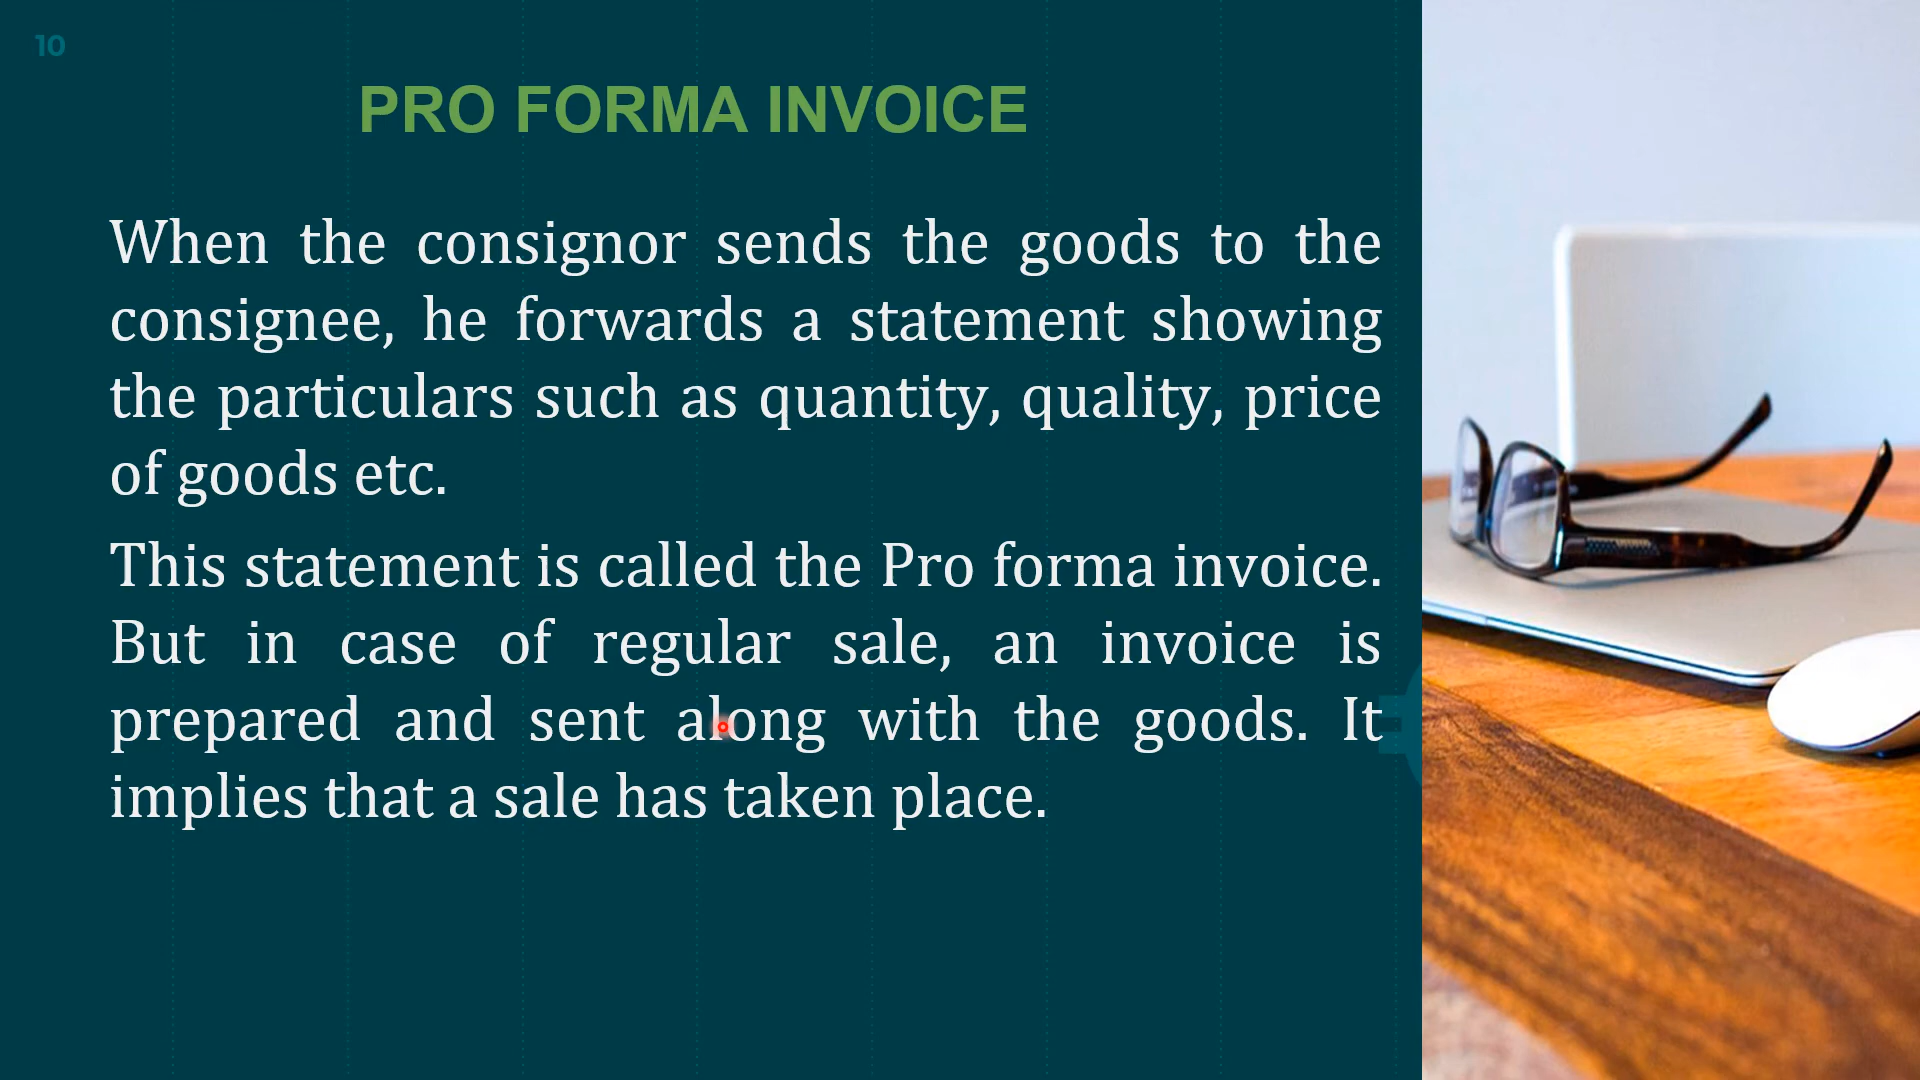 10
PRO FORMA INVOICE
When the consignor sends the goods to the
consignee, he forwards a statement showing
the particulars such as quantity, quality, price
of goods etc.
This statement is called the Pro forma invoice.
But in case of regular sale, an invoice is
prepared and sent along with the goods. It
implies that a sale has taken place.